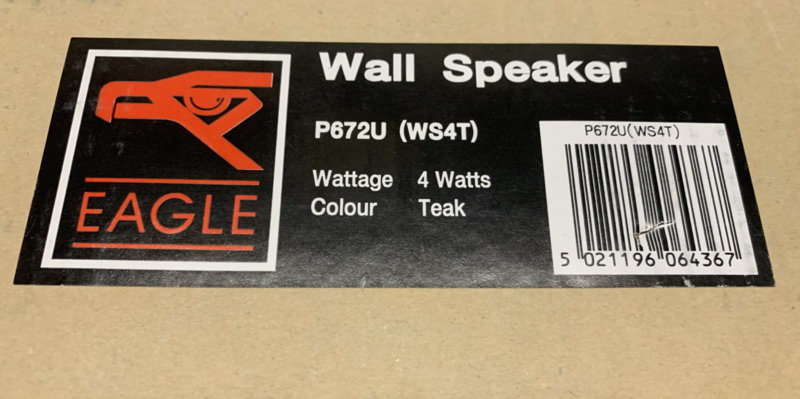 Wall Speaker
P672U (WS4T)
Wattage 4 Watts
Colour Teak
EAGLE
P672U(WS4T)
5 021196 064367